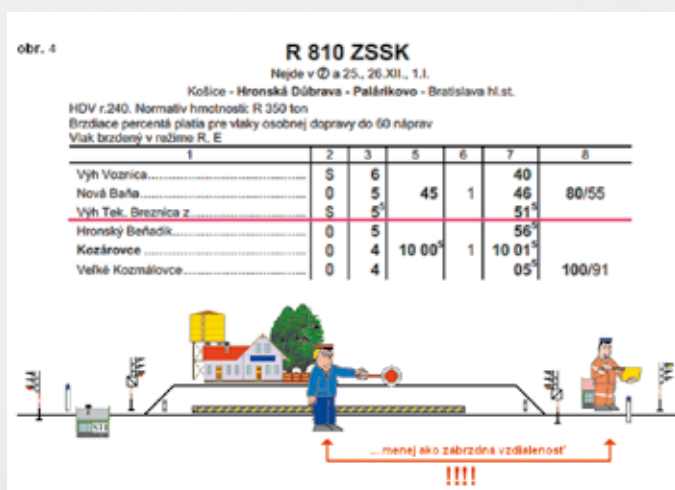 obr. 4
R 810 ZSSK
Nejde v ⑦ a 25., 26.XII., 1.I.
Košice - Hronská Dúbrava - Palárikovo - Bratislava hl.st.
HDV r.240. Normatív hmotnosti: R 350 ton
Brzdiace percentá platia pre vlaky osobnej dopravy do 60 náprav
Vlak brzdený v režime R, E
1 2 3 5 6 7 8
Výh Voznica S 6 40
Nová Baňa 0 5 45 1 46 80/55
Výh Tek. Breznica z S 5⁵ 51⁵
Hronský Beňadik 0 5 56⁵
Kozárovce 0 4 10 00⁵ 1 10 01⁵
Veľké Kozmálovce 0 4 05⁵ 100/91
... menej ako zábrzdná vzdialenosť
!!!!